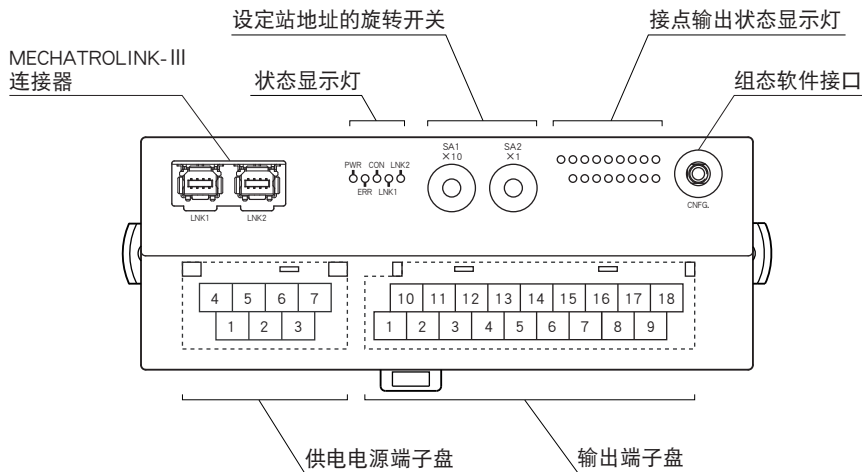 设定站地址的旋转开关
接点输出状态显示灯
MECHATROLINK-III
连接器
状态显示灯
组态软件接口
SA1
×10
SA2
×1
PWR CON LNK2
ERR LNK1
LNK1
LNK2
CNFG.
4 5 6 7
1 2 3
10 11 12 13 14 15 16 17 18
1 2 3 4 5 6 7 8 9
供电电源端子盘
输出端子盘